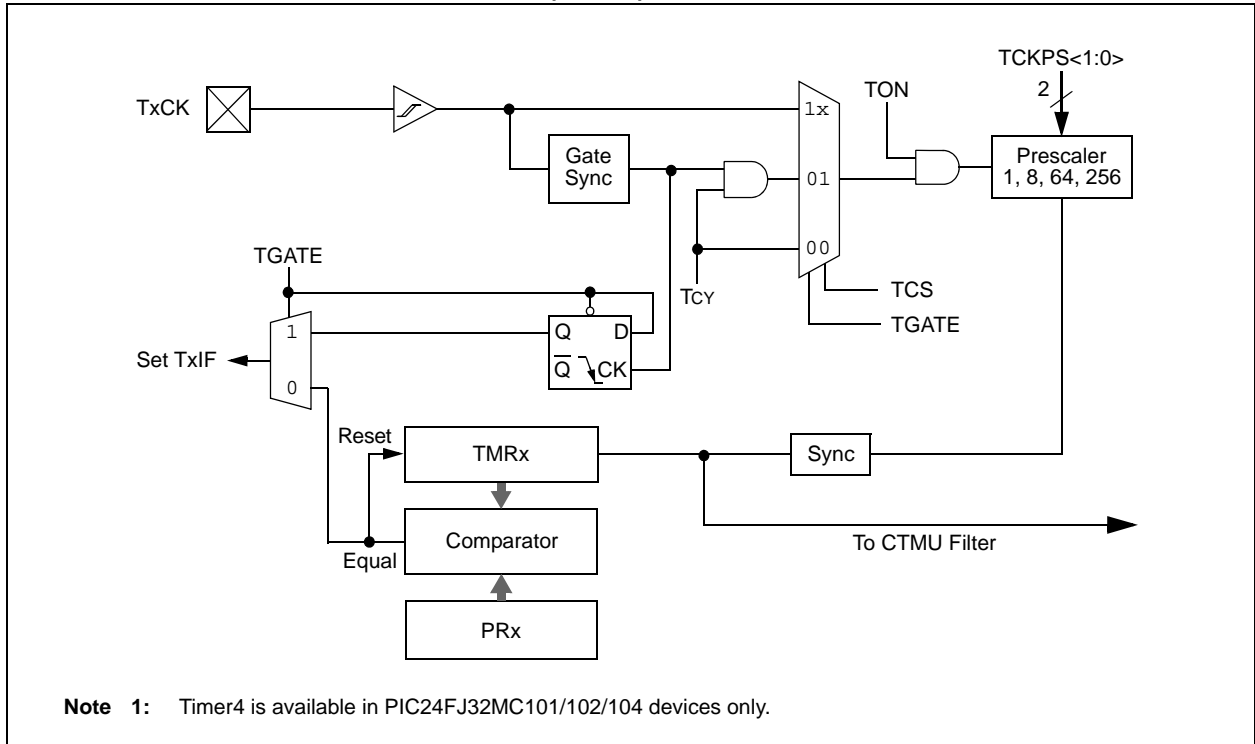 TCKPS<1:0>
2
TxCK
1x
TON
Gate
Sync
Prescaler
1, 8, 64, 256
01
00
TGATE
TCY
TCS
TGATE
1
Q
D
Set TxIF
Q
CK
0
Reset
TMRx
Sync
Comparator
To CTMU Filter
Equal
PRx
Note 1: Timer4 is available in PIC24FJ32MC101/102/104 devices only.